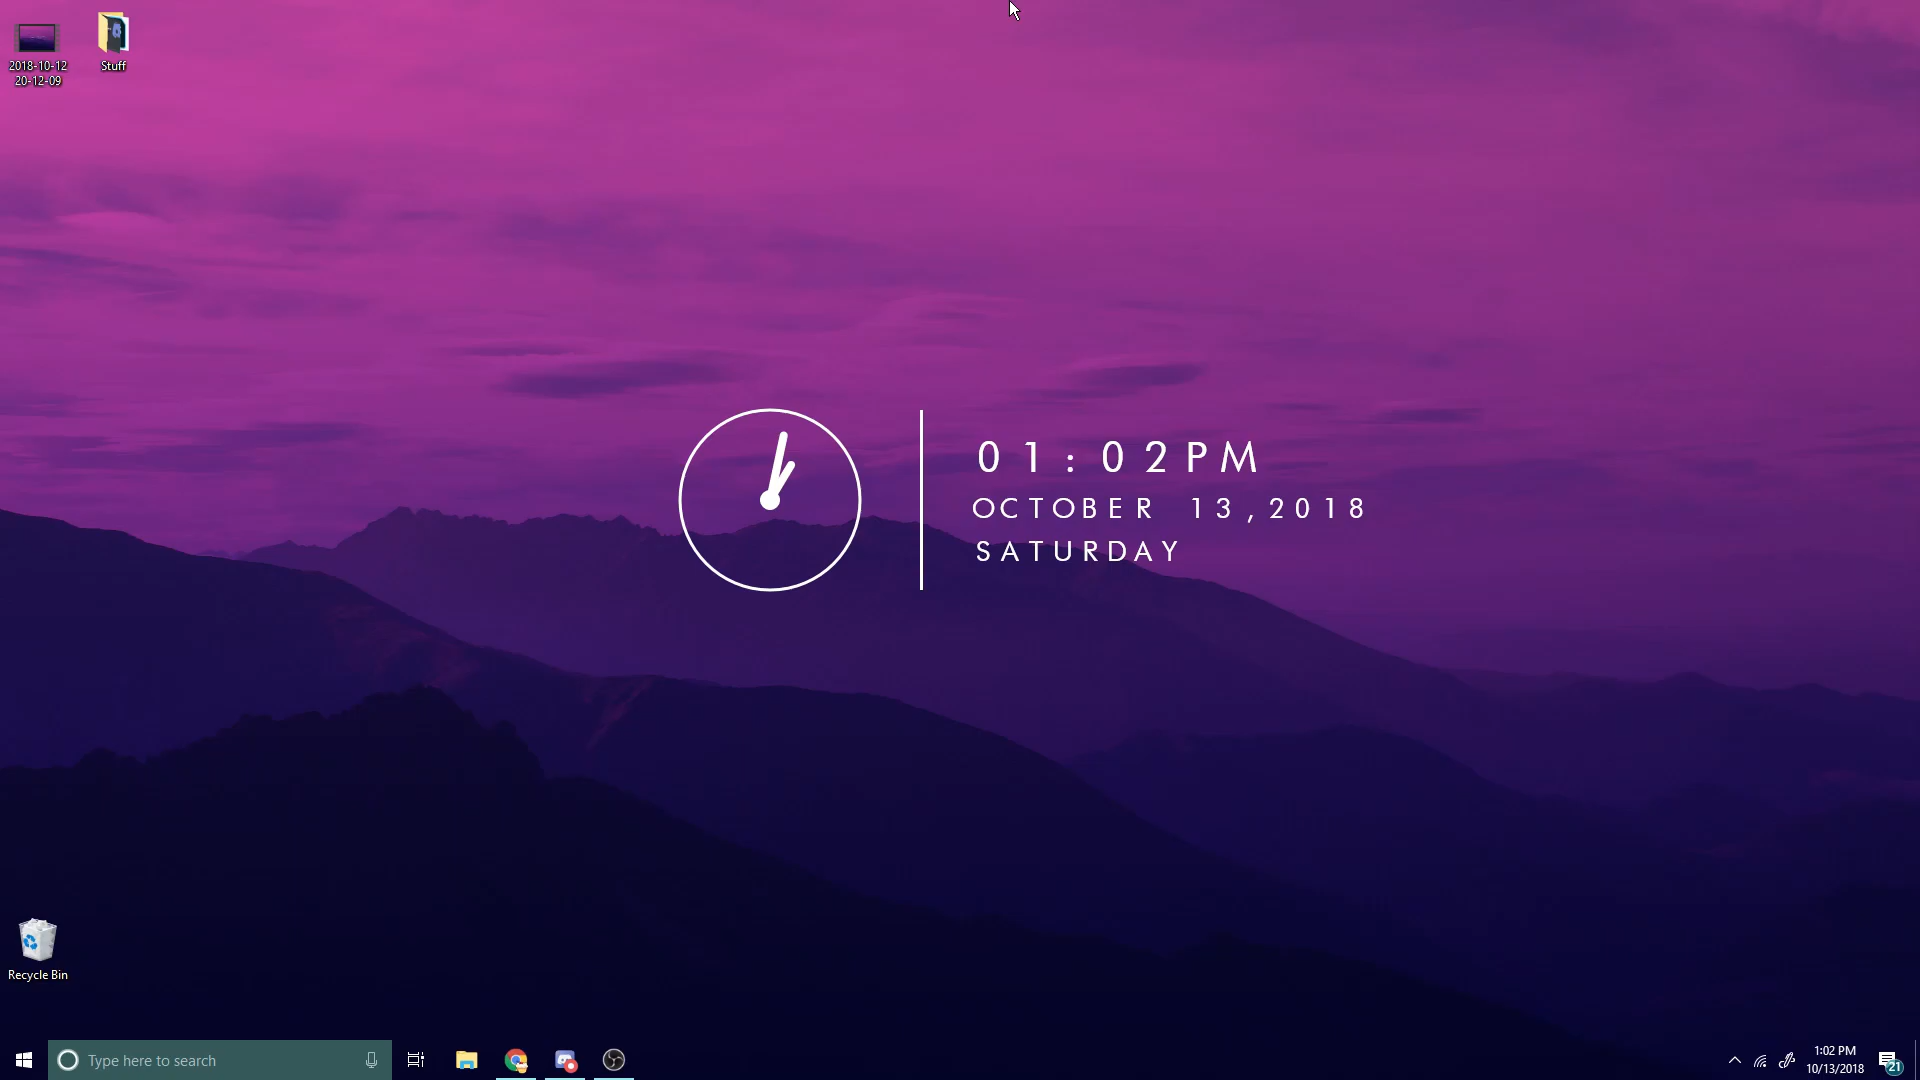 2018-10-12
20-12-09
Stuff
01:02PM
OCTOBER 13,2018
SATURDAY
Recycle Bin
Type here to search
1:02 PM
10/13/2018
21